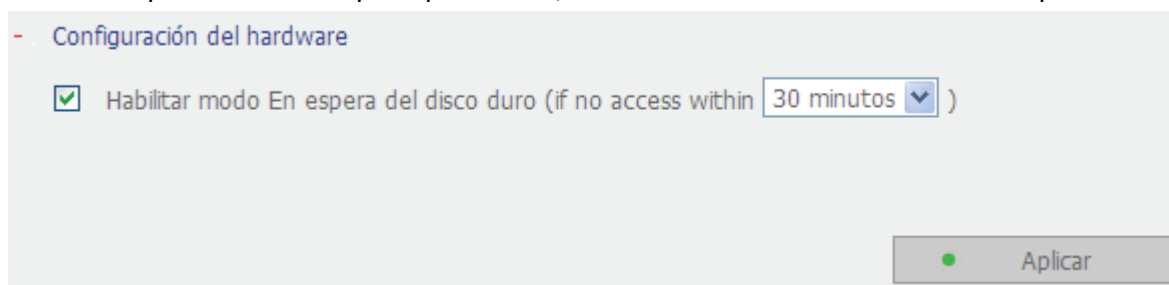 - Configuración del hardware
Habilitar modo En espera del disco duro (if no access within 30 minutos )
Aplicar